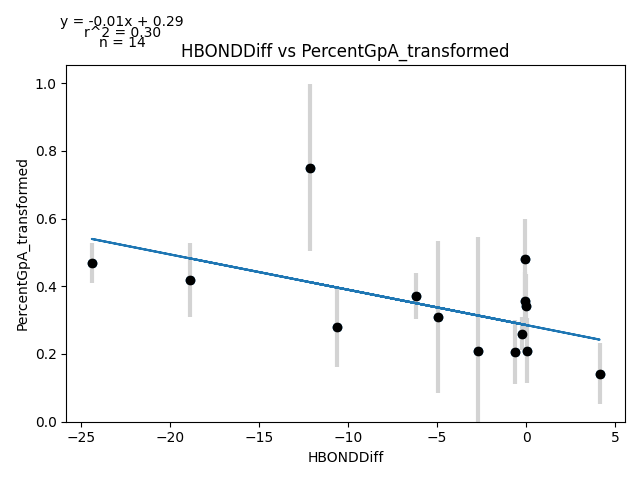 y = -0.01x + 0.29
r^2 = 0.30
n = 14
HBONDDiff vs PercentGpA_transformed
PercentGpA_transformed
1.0
0.8
0.6
0.4
0.2
0.0
−25
−20
−15
−10
−5
0
5
HBONDDiff